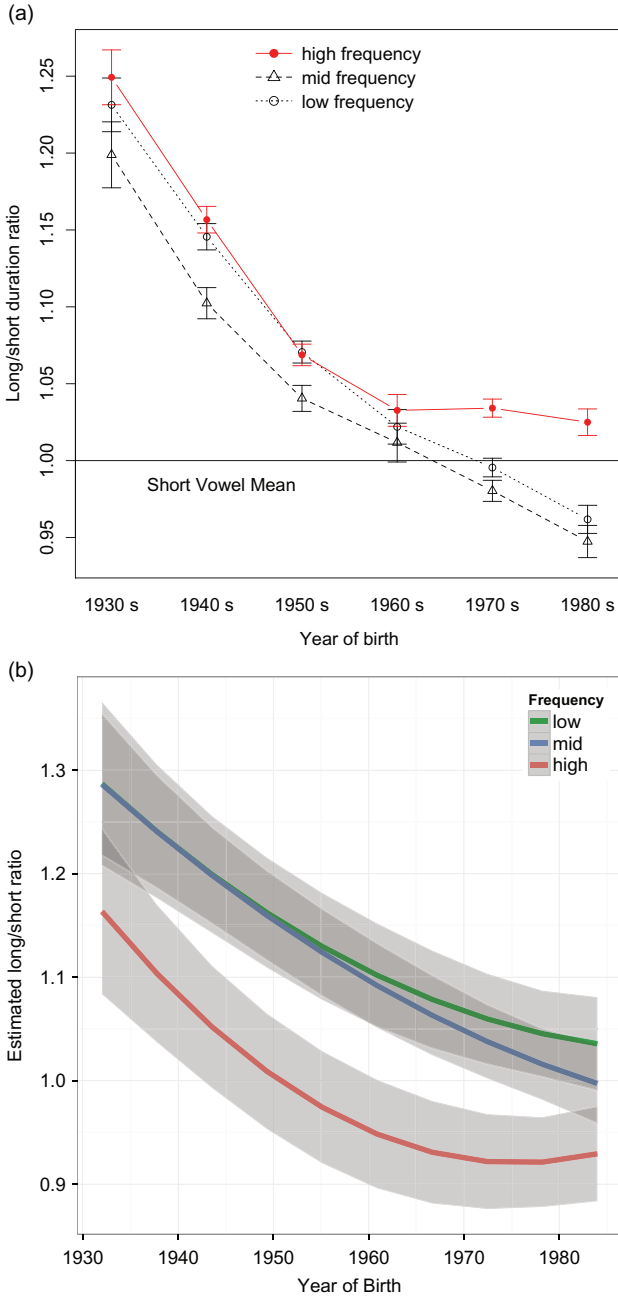 (a)
high frequency
mid frequency
low frequency
1.25
1.20
1.15
1.10
1.05
1.00
0.95
Long/short duration ratio
Short Vowel Mean
1930 s 1940 s 1950 s 1960 s 1970 s 1980 s
Year of birth
(b)
Frequency
low
mid
high
1.3
1.2
1.1
1.0
0.9
Estimated long/short ratio
1930 1940 1950 1960 1970 1980
Year of Birth